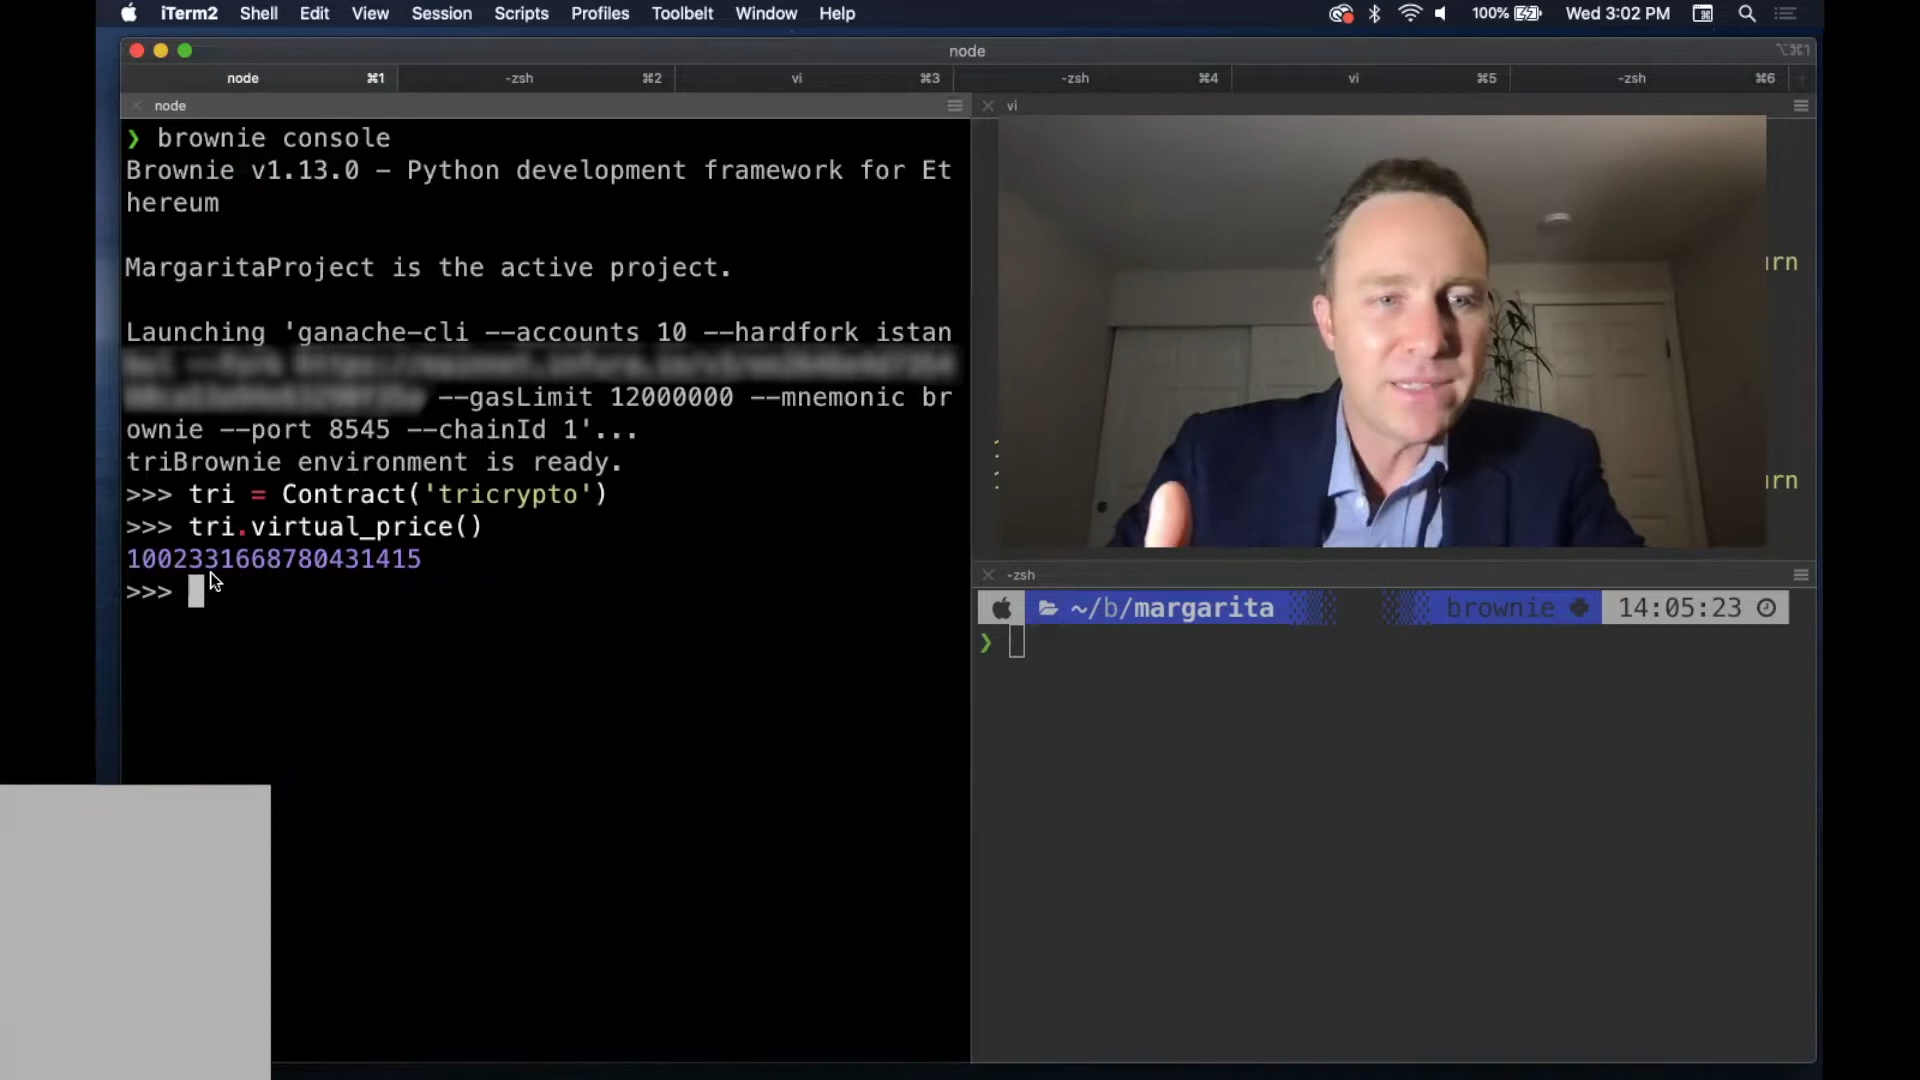 iTerm2 Shell Edit View Session Scripts Profiles Toolbelt Window Help 100% Wed 3:02 PM
node ⌥⌘1
node ⌘1 -zsh ⌘2 vi ⌘3 -zsh ⌘4 vi ⌘5 -zsh ⌘6
node
❯ brownie console
Brownie v1.13.0 – Python development framework for Et
hereum
MargaritaProject is the active project.
Launching 'ganache-cli --accounts 10 --hardfork istan
--gasLimit 12000000 --mnemonic br
ownie --port 8545 --chainId 1'...
triBrownie environment is ready.
>>> tri = Contract('tricrypto')
>>> tri.virtual_price()
1002331668780431415
>>>
vi
urn
urn
-zsh
~/b/margarita brownie 14:05:23
❯